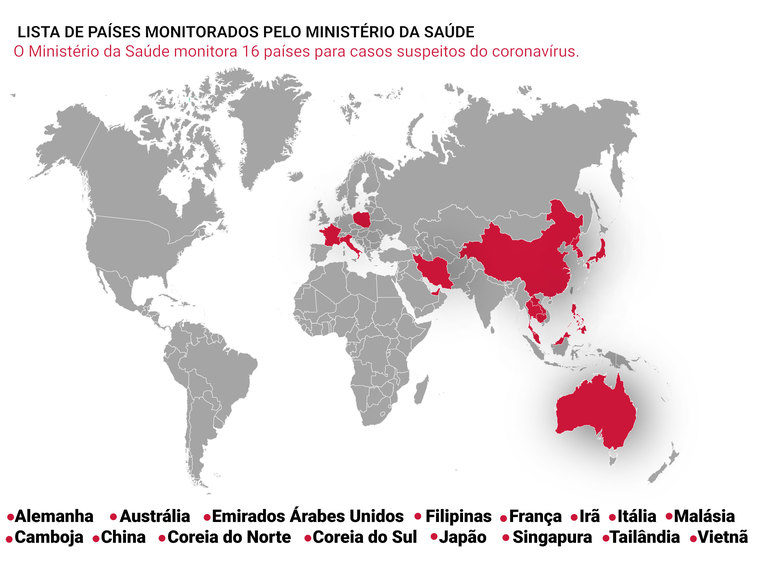 LISTA DE PAÍSES MONITORADOS PELO MINISTÉRIO DA SAÚDE
O Ministério da Saúde monitora 16 países para casos suspeitos do coronavírus.
•Alemanha •Austrália •Emirados Árabes Unidos •Filipinas •França •Irã •Itália •Malásia
•Camboja •China •Coreia do Norte •Coreia do Sul •Japão •Singapura •Tailândia •Vietnã